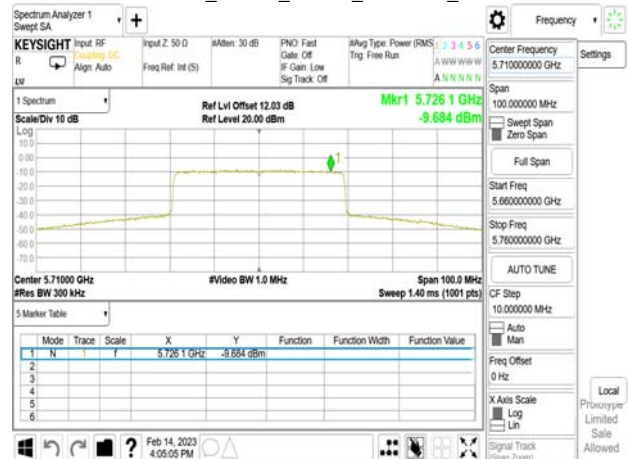 Spectrum Analyzer 1
Swept SA
Frequency
KEYSIGHT
R
Input: RF
Coupling: DC
Align: Auto
Input Z: 50 Ω
Freq Ref: Int (S)
#Atten: 30 dB
PNO: Fast
Gate: Off
IF Gain: Low
Sig Track: Off
#Avg Type: Power (RMS
Trig: Free Run
1 2 3 4 5 6
A W W W W W
A N N N N N
1 Spectrum
Scale/Div 10 dB
Ref Lvl Offset 12.03 dB
Ref Level 20.00 dBm
Mkr1 5.726 1 GHz
-9.684 dBm
Log
10.0
0.00
-10.0
-20.0
-30.0
-40.0
-50.0
-60.0
-70.0
1
Center 5.71000 GHz
#Res BW 300 kHz
#Video BW 1.0 MHz
Span 100.0 MHz
Sweep 1.40 ms (1001 pts)
5 Marker Table
Mode Trace Scale X Y Function Function Width Function Value
1 N 1 f 5.726 1 GHz -9.684 dBm
2
3
4
5
6
Feb 14, 2023
4:05:05 PM
Center Frequency
5.710000000 GHz
Settings
Span
100.000000 MHz
Swept Span
Zero Span
Full Span
Start Freq
5.660000000 GHz
Stop Freq
5.760000000 GHz
AUTO TUNE
CF Step
10.000000 MHz
Auto
Man
Freq Offset
0 Hz
X Axis Scale
Log
Lin
Signal Track
(Span Zoom)
Local
Prototype
Limited
Sale
Allowed